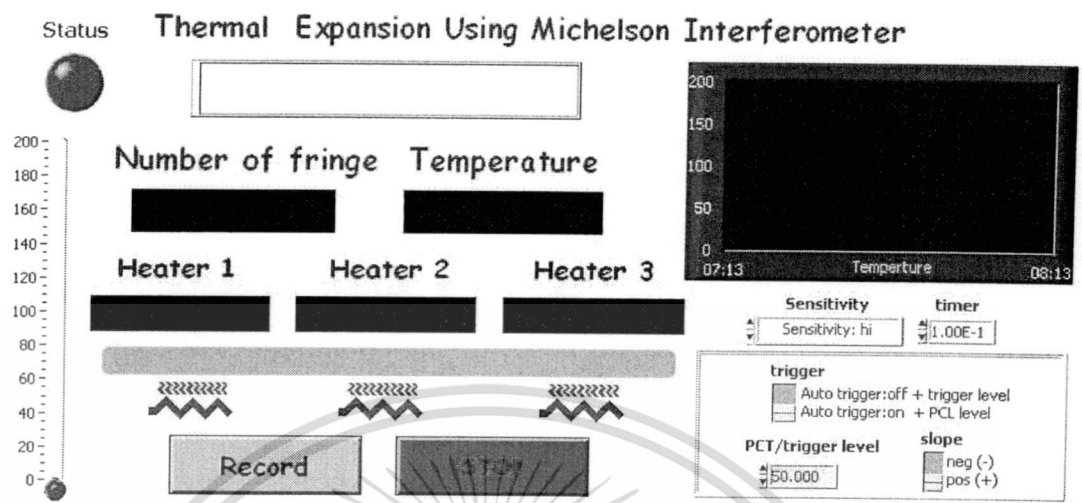 Status
Thermal Expansion Using Michelson Interferometer
Number of fringe
Temperature
Heater 1
Heater 2
Heater 3
200
180
160
140
120
100
80
60
40
20
0
Record
STOP
200
150
100
50
0
07:13
Temperture
08:13
Sensitivity
timer
Sensitivity: hi
1.00E-1
trigger
Auto trigger:off + trigger level
Auto trigger:on + PCL level
PCT/trigger level
50.000
slope
neg (-)
pos (+)